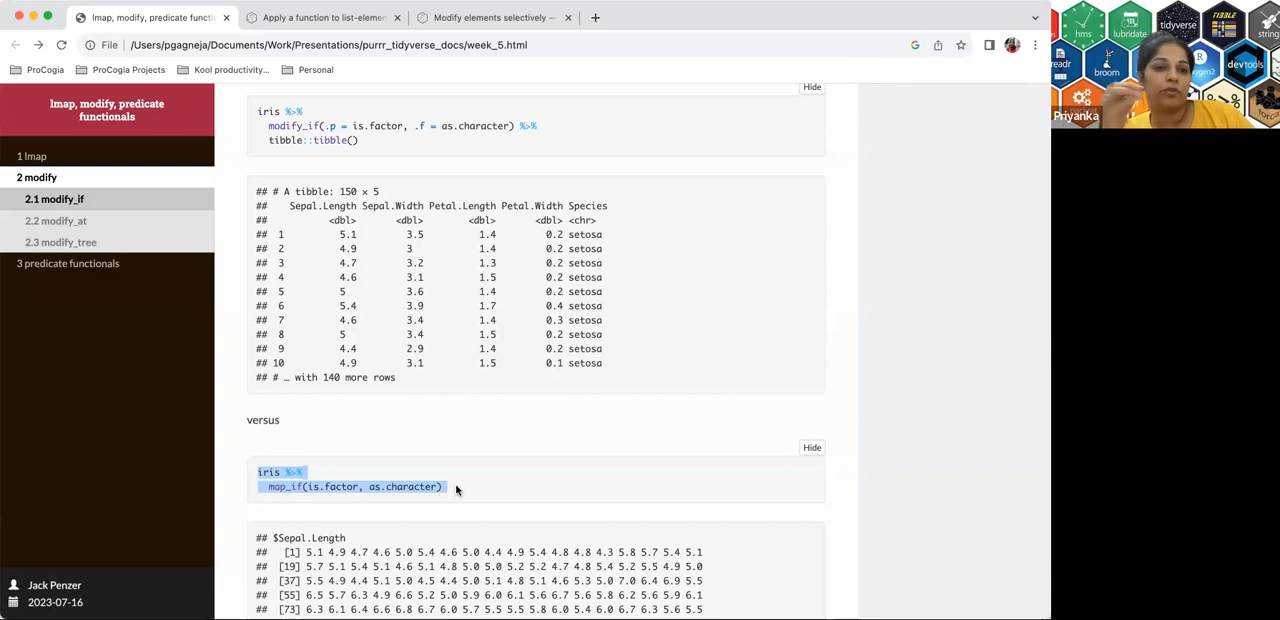 lmap, modify, predicate functi
Apply a function to list-elemen
Modify elements selectively —
File
/Users/pgagneja/Documents/Work/Presentations/purrr_tidyverse_docs/week_5.html
ProCogia
ProCogia Projects
Kool productivity...
Personal
hms
lubridate
tidyverse
TIBBLE
string
readr
broom
devtools
Priyanka
lmap, modify, predicate
functionals
1 lmap
2 modify
2.1 modify_if
2.2 modify_at
2.3 modify_tree
3 predicate functionals
Jack Penzer
2023-07-16
Hide
iris %>%
modify_if(.p = is.factor, .f = as.character) %>%
tibble::tibble()
## # A tibble: 150 × 5
## Sepal.Length Sepal.Width Petal.Length Petal.Width Species
## <dbl> <dbl> <dbl> <dbl> <chr>
## 1 5.1 3.5 1.4 0.2 setosa
## 2 4.9 3 1.4 0.2 setosa
## 3 4.7 3.2 1.3 0.2 setosa
## 4 4.6 3.1 1.5 0.2 setosa
## 5 5 3.6 1.4 0.2 setosa
## 6 5.4 3.9 1.7 0.4 setosa
## 7 4.6 3.4 1.4 0.3 setosa
## 8 5 3.4 1.5 0.2 setosa
## 9 4.4 2.9 1.4 0.2 setosa
## 10 4.9 3.1 1.5 0.1 setosa
## # … with 140 more rows
versus
Hide
iris %>%
map_if(is.factor, as.character)
## $Sepal.Length
## [1] 5.1 4.9 4.7 4.6 5.0 5.4 4.6 5.0 4.4 4.9 5.4 4.8 4.8 4.3 5.8 5.7 5.4 5.1
## [19] 5.7 5.1 5.4 5.1 4.6 5.1 4.8 5.0 5.0 5.2 5.2 4.7 4.8 5.4 5.2 5.5 4.9 5.0
## [37] 5.5 4.9 4.4 5.1 5.0 4.5 4.4 5.0 5.1 4.8 5.1 4.6 5.3 5.0 7.0 6.4 6.9 5.5
## [55] 6.5 5.7 6.3 4.9 6.6 5.2 5.0 5.9 6.0 6.1 5.6 6.7 5.6 5.8 6.2 5.6 5.9 6.1
## [73] 6.3 6.1 6.4 6.6 6.8 6.7 6.0 5.7 5.5 5.5 5.8 6.0 5.4 6.0 6.7 6.3 5.6 5.5